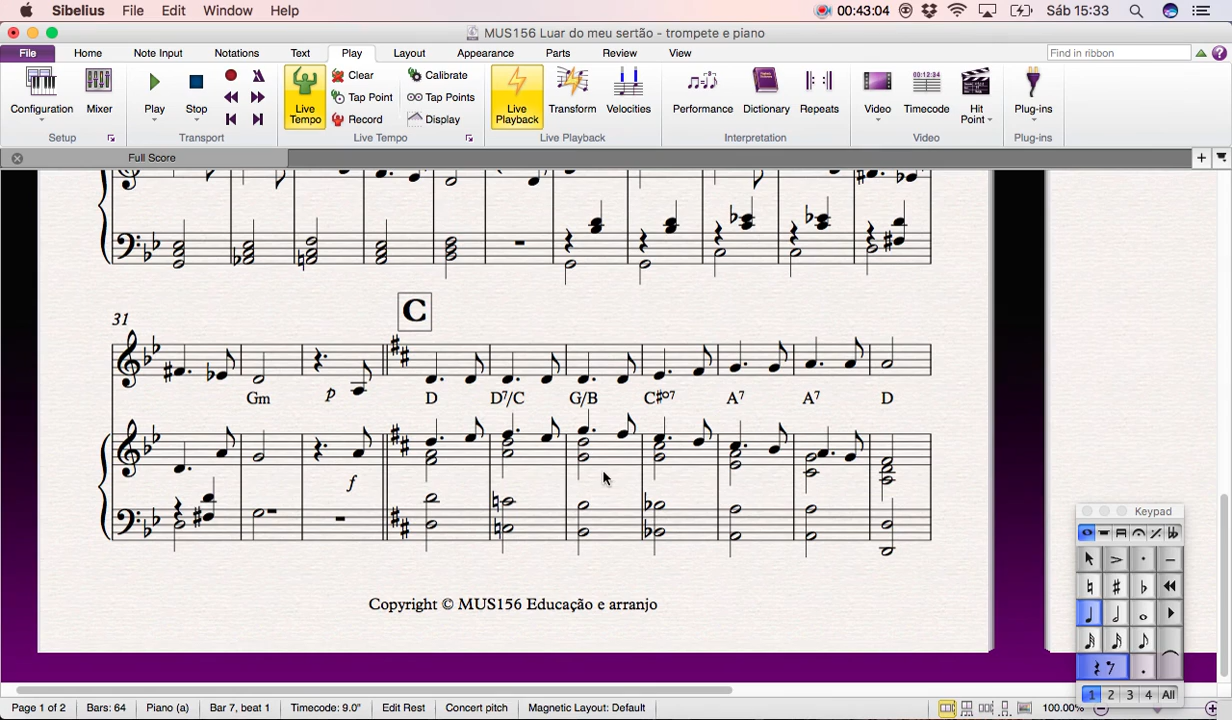 Sibelius File Edit Window Help 00:43:04 Sáb 15:33
MUS156 Luar do meu sertão - trompete e piano
File Home Note Input Notations Text Play Layout Appearance Parts Review View Find in ribbon
Clear Calibrate
Tap Point Tap Points
Configuration Mixer Play Stop Live Tempo Record Display Live Playback Transform Velocities Performance Dictionary Repeats Video Timecode Hit Point Plug-ins
00:12:34
Setup Transport Live Tempo Live Playback Interpretation Video Plug-ins
Full Score
C
31
Gm p D D7/C G/B C#o7 A7 A7 D
f
Keypad
1 2 3 4 All
Copyright © MUS156 Educação e arranjo
Page 1 of 2 Bars: 64 Piano (a) Timecode: 9.0" Bar 7, beat 1 Edit Rest Concert pitch Magnetic Layout: Default 100.00%